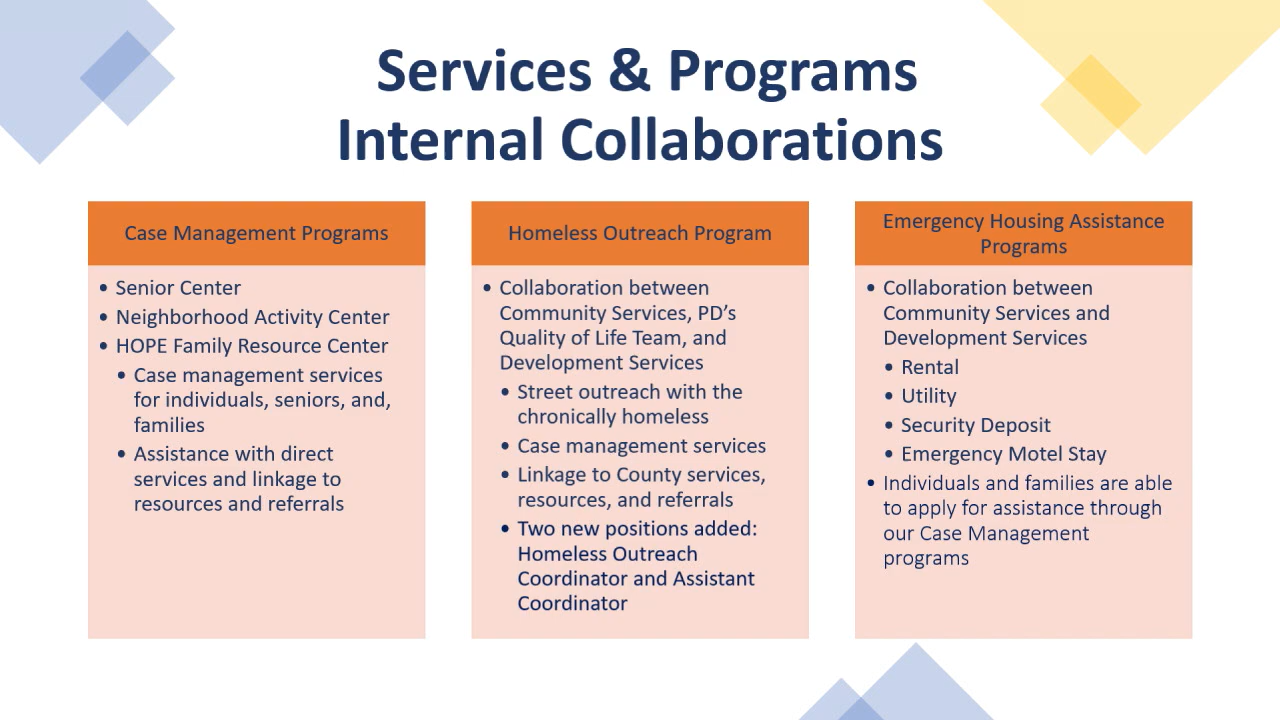 Services & Programs
Internal Collaborations
Case Management Programs
• Senior Center
• Neighborhood Activity Center
• HOPE Family Resource Center
• Case management services
for individuals, seniors, and,
families
• Assistance with direct
services and linkage to
resources and referrals
Homeless Outreach Program
• Collaboration between
Community Services, PD’s
Quality of Life Team, and
Development Services
• Street outreach with the
chronically homeless
• Case management services
• Linkage to County services,
resources, and referrals
• Two new positions added:
Homeless Outreach
Coordinator and Assistant
Coordinator
Emergency Housing Assistance
Programs
• Collaboration between
Community Services and
Development Services
• Rental
• Utility
• Security Deposit
• Emergency Motel Stay
• Individuals and families are able
to apply for assistance through
our Case Management
programs